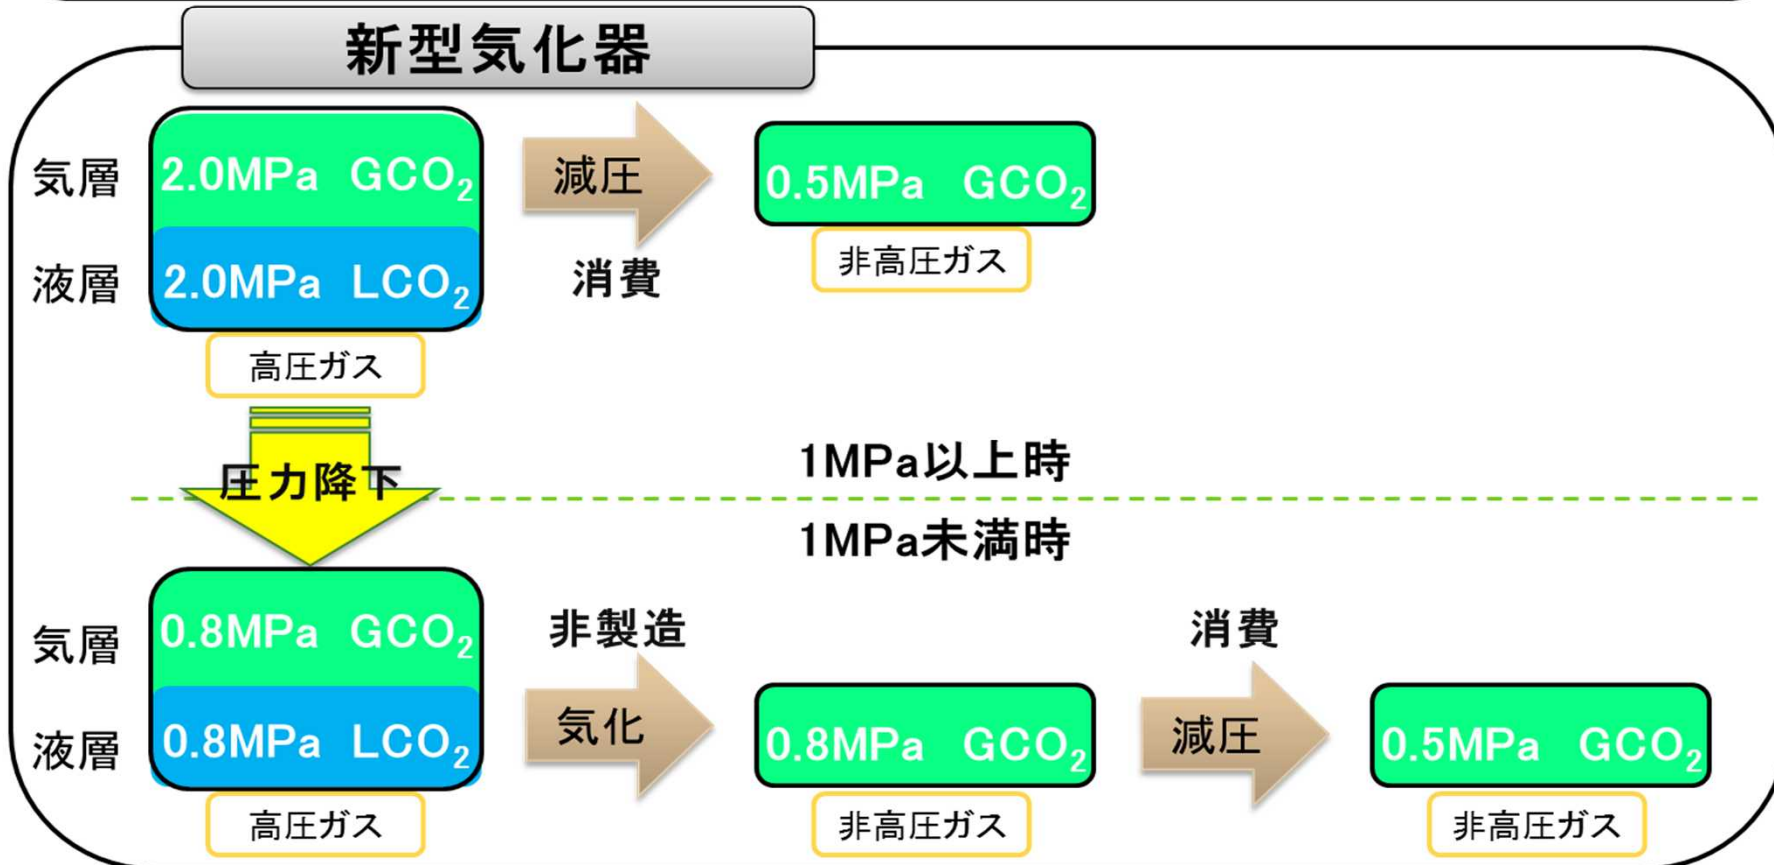 新型気化器
気層 2.0MPa GCO₂ 減圧 0.5MPa GCO₂
液層 2.0MPa LCO₂ 消費 非高圧ガス
高圧ガス
圧力降下
1MPa以上時
1MPa未満時
気層 0.8MPa GCO₂ 非製造 消費
液層 0.8MPa LCO₂ 気化 0.8MPa GCO₂ 減圧 0.5MPa GCO₂
高圧ガス 非高圧ガス 非高圧ガス